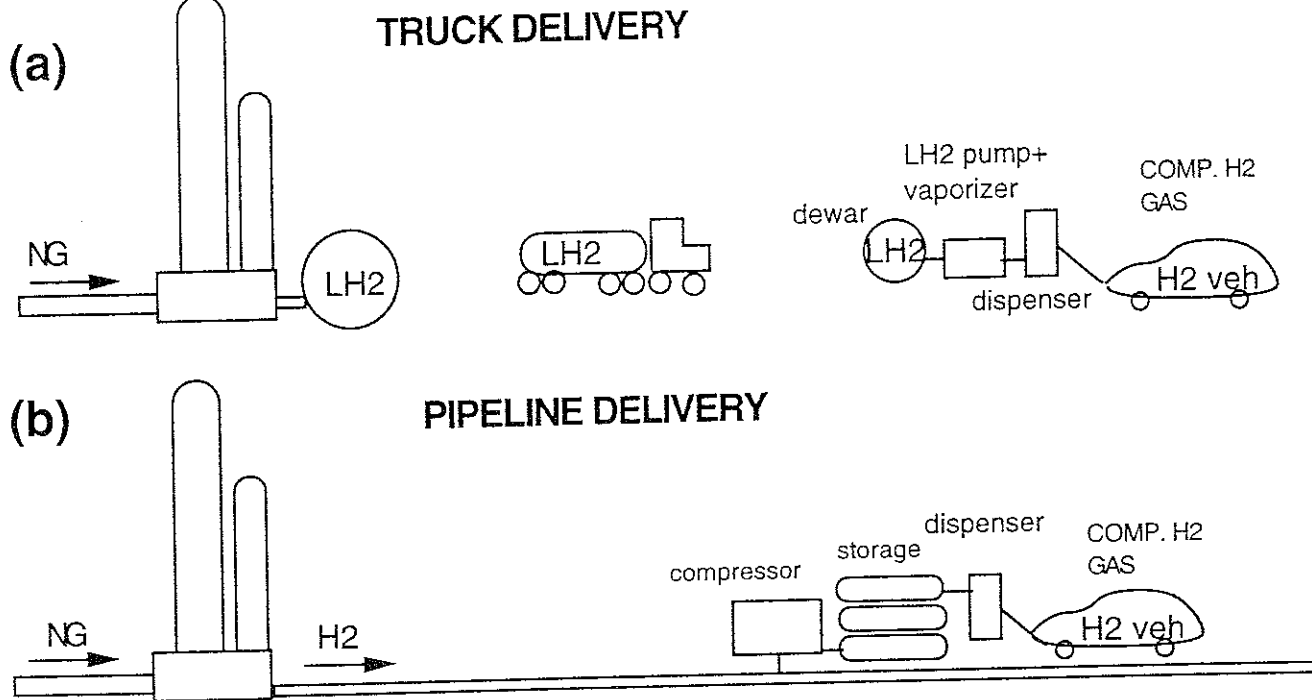 TRUCK DELIVERY
(a)
LH2 pump+
vaporizer
COMP. H2
GAS
dewar
NG
LH2
LH2
LH2
dispenser
H2 veh
(b)
PIPELINE DELIVERY
dispenser
COMP. H2
GAS
storage
compressor
NG
H2
H2 veh